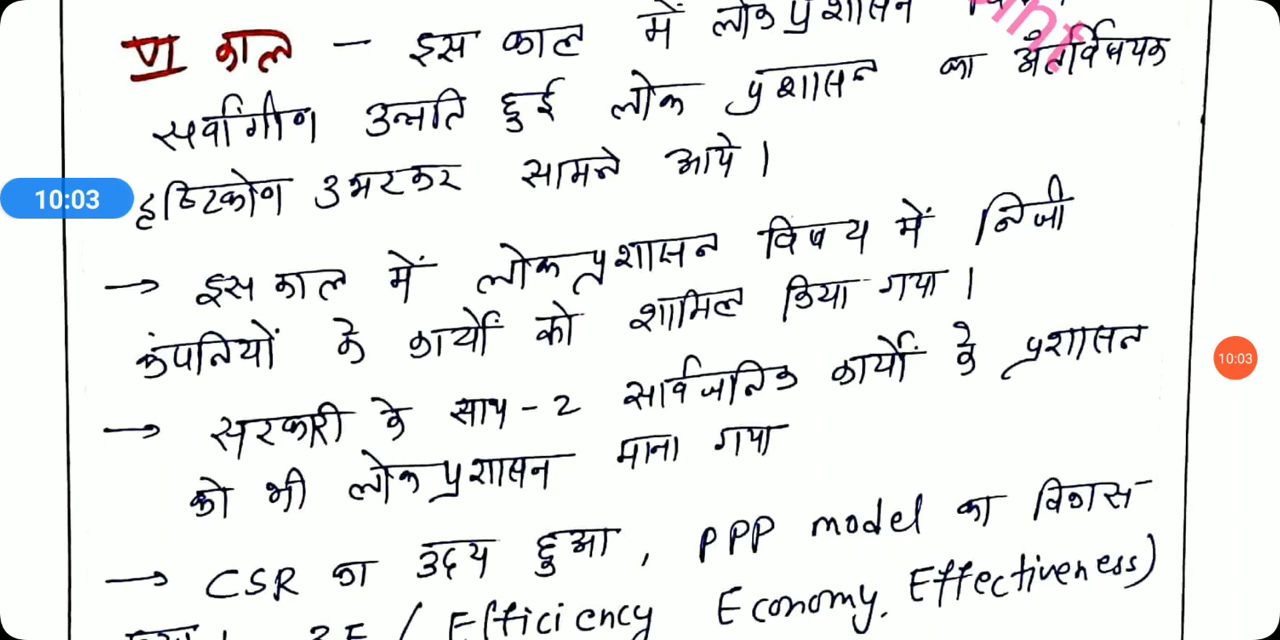 VI काल – इस काल में लोक प्रशासन
सर्वांगीण उन्नति हुई लोक प्रशासन का अंतर्विषयक
दृष्टिकोण उभरकर सामने आये।
10:03
→ इस काल में लोकप्रशासन विषय में निजी
कंपनियों के कार्यों को शामिल किया गया।
10:03
→ सरकारी के साथ-2 सार्वजनिक कार्यों के प्रशासन
को भी लोकप्रशासन माना गया
→ CSR का उदय हुआ, PPP model का विकास
3E ( Efficiency Economy, Effectiveness)